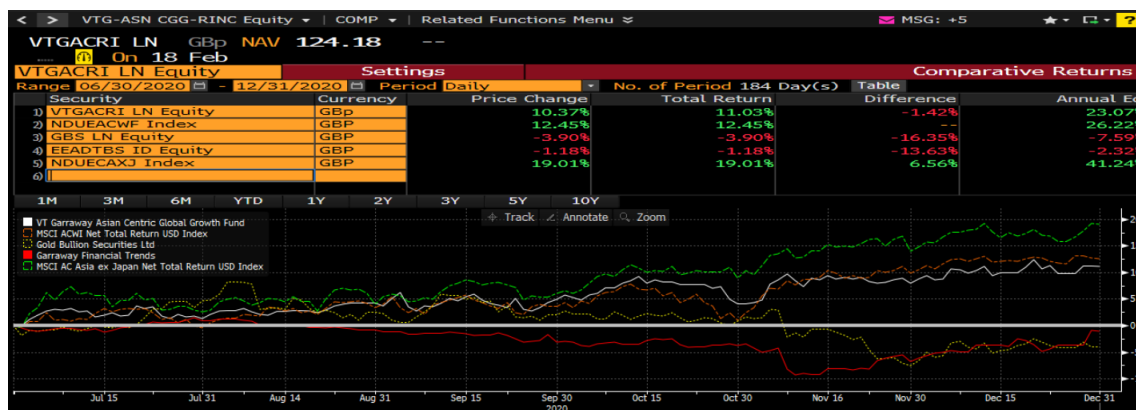 < > VTG-ASN CGG-RINC Equity COMP Related Functions Menu MSG: +5 ?
VTGACRI LN GBp NAV 124.18 --
On 18 Feb
VTGACRI LN Equity Settings Comparative Returns
Range 06/30/2020 - 12/31/2020 Period Daily No. of Period 184 Day(s) Table
Security Currency Price Change Total Return Difference Annual Eq
1) VTGACRI LN Equity GBp 10.37% 11.03% -1.42% 23.07
2) NDUEACWF Index GBP 12.45% 12.45% -- 26.22
3) GBS LN Equity GBP -3.90% -3.90% -16.35% -7.59
4) EEADTBS ID Equity GBP -1.18% -1.18% -13.63% -2.32
5) NDUECAXJ Index GBP 19.01% 19.01% 6.56% 41.24
6)
1M 3M 6M YTD 1Y 2Y 3Y 5Y 10Y
Track Annotate Zoom
VT Garraway Asian Centric Global Growth Fund
MSCI ACWI Net Total Return USD Index
Gold Bullion Securities Ltd
Garraway Financial Trends
MSCI AC Asia ex Japan Net Total Return USD Index
Jul 15 Jul 31 Aug 14 Aug 31 Sep 15 Sep 30 Oct 15 Oct 30 Nov 16 Nov 30 Dec 15 Dec 31
2020